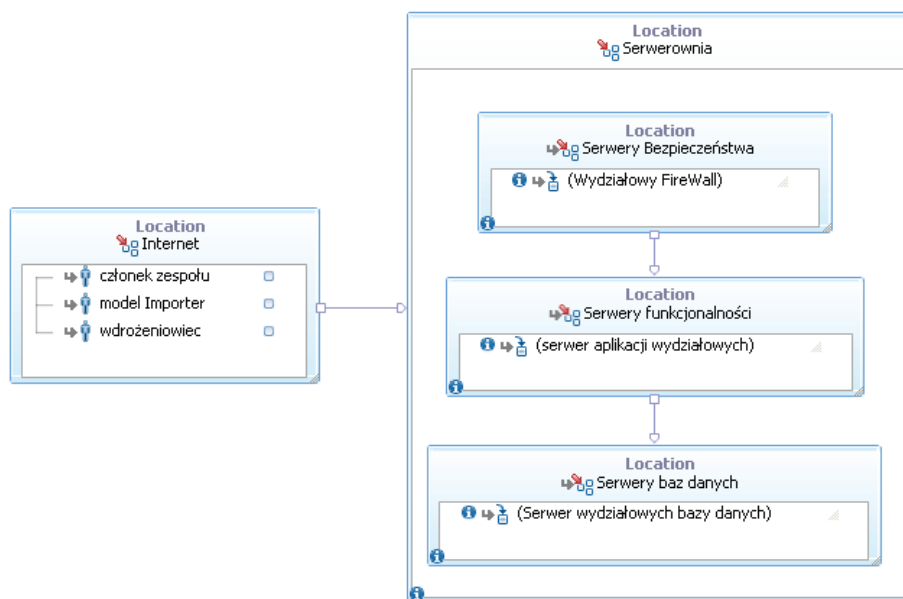 Location
Serwerownia
Location
Serwery Bezpieczeństwa
(Wydziałowy FireWall)
Location
Internet
członek zespołu
model Importer
wdrożeniowiec
Location
Serwery funkcjonalności
(serwer aplikacji wydziałowych)
Location
Serwery baz danych
(Serwer wydziałowych bazy danych)